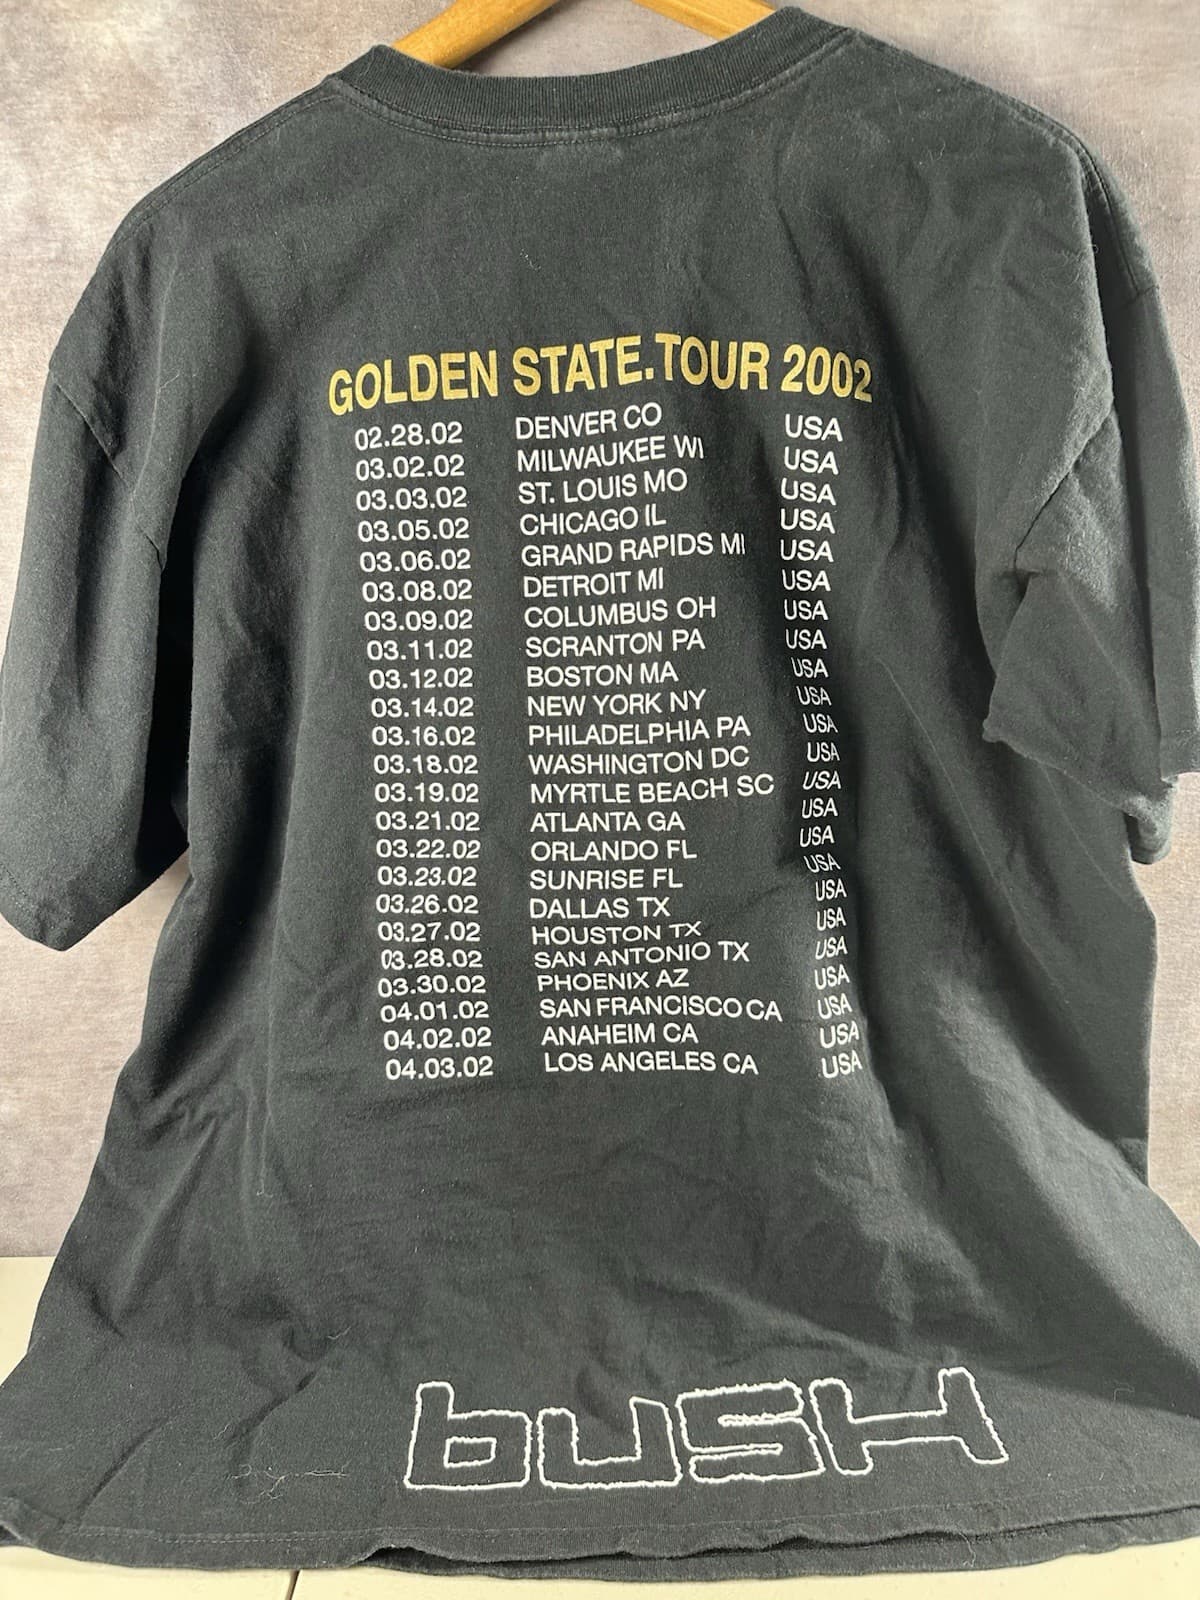 GOLDEN STATE.TOUR 2002
02.28.02 DENVER CO USA
03.02.02 MILWAUKEE WI USA
03.03.02 ST. LOUIS MO USA
03.05.02 CHICAGO IL USA
03.06.02 GRAND RAPIDS MI USA
03.08.02 DETROIT MI USA
03.09.02 COLUMBUS OH USA
03.11.02 SCRANTON PA USA
03.12.02 BOSTON MA USA
03.14.02 NEW YORK NY USA
03.16.02 PHILADELPHIA PA USA
03.18.02 WASHINGTON DC USA
03.19.02 MYRTLE BEACH SC USA
03.21.02 ATLANTA GA USA
03.22.02 ORLANDO FL USA
03.23.02 SUNRISE FL USA
03.26.02 DALLAS TX USA
03.27.02 HOUSTON TX USA
03.28.02 SAN ANTONIO TX USA
03.30.02 PHOENIX AZ USA
04.01.02 SAN FRANCISCO CA USA
04.02.02 ANAHEIM CA USA
04.03.02 LOS ANGELES CA USA
buSH